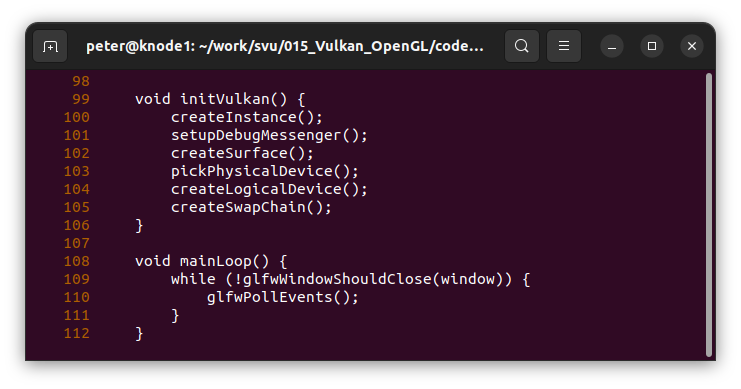 peter@knode1: ~/work/svu/015_Vulkan_OpenGL/code…
98
99     void initVulkan() {
100         createInstance();
101         setupDebugMessenger();
102         createSurface();
103         pickPhysicalDevice();
104         createLogicalDevice();
105         createSwapChain();
106     }
107
108     void mainLoop() {
109         while (!glfwWindowShouldClose(window)) {
110             glfwPollEvents();
111         }
112     }